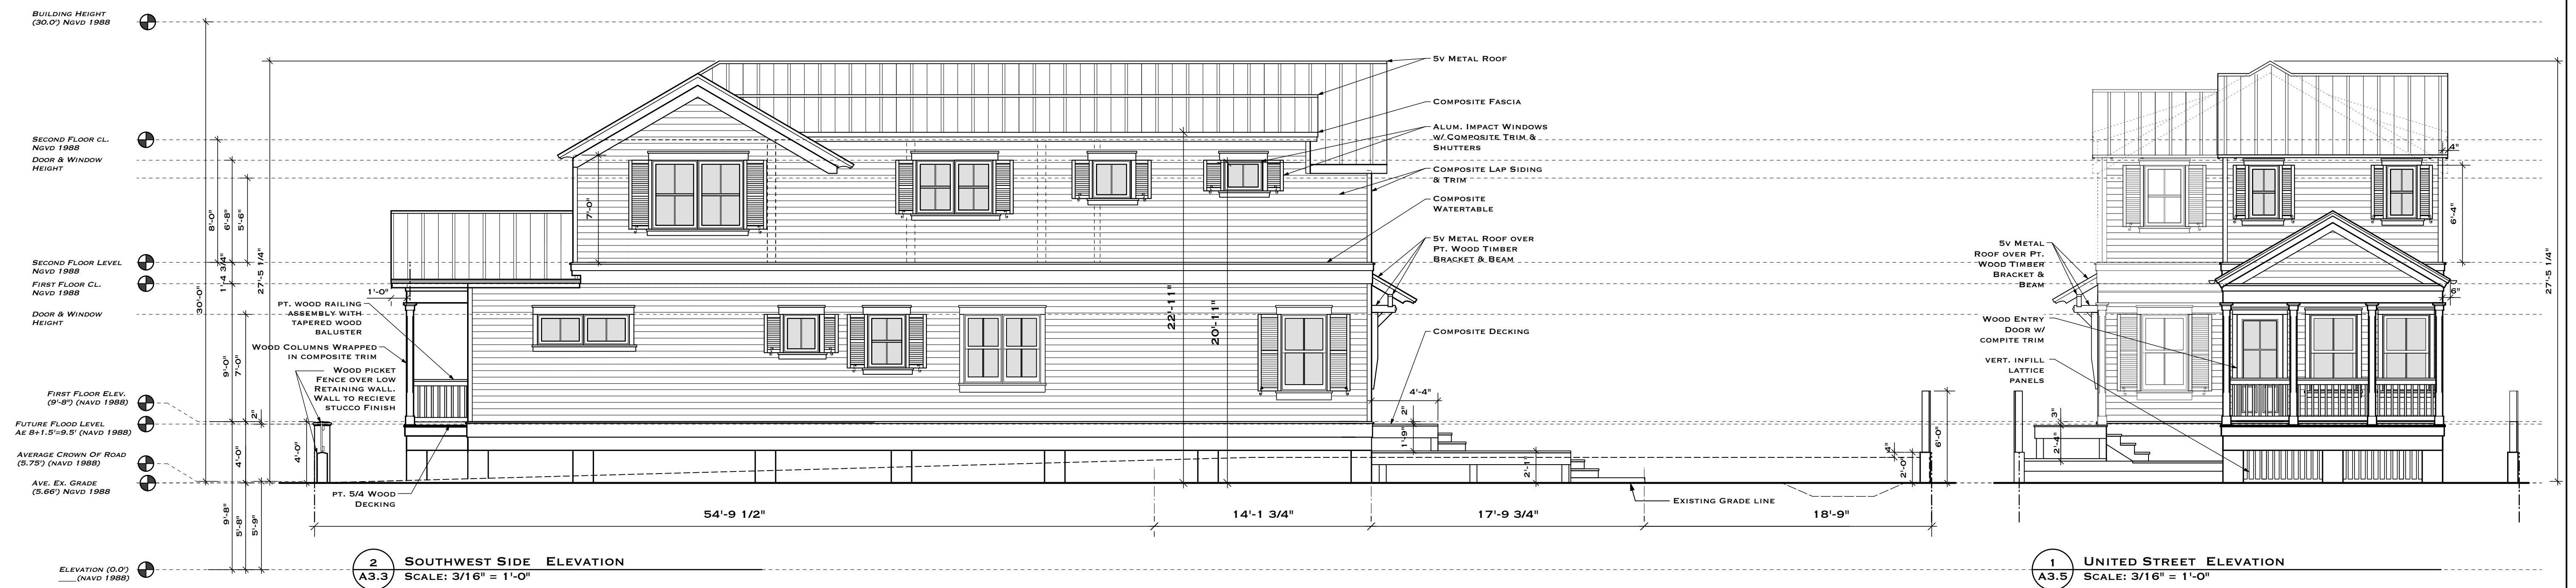 BUILDING HEIGHT
(30.0') NGVD 1988
SECOND FLOOR CL.
NGVD 1988
DOOR & WINDOW
HEIGHT
SECOND FLOOR LEVEL
NGVD 1988
FIRST FLOOR CL.
NGVD 1988
DOOR & WINDOW
HEIGHT
FIRST FLOOR ELEV.
(9'-8") (NAVD 1988)
FUTURE FLOOD LEVEL
AE 8+1.5'=9.5' (NAVD 1988)
AVERAGE CROWN OF ROAD
(5.75') (NAVD 1988)
AVE. EX. GRADE
(5.66') NGVD 1988
ELEVATION (0.0')
____(NAVD 1988)
30'-0"
8'-0"
6'-8"
5'-6"
1'-4 3/4"
27'-5 1/4"
9'-0"
7'-0"
2"
4'-0"
9'-8"
5'-8"
5'-9"
4'-0"
1'-0"
7'-0"
PT. WOOD RAILING
ASSEMBLY WITH
TAPERED WOOD
BALUSTER
WOOD COLUMNS WRAPPED
IN COMPOSITE TRIM
WOOD PICKET
FENCE OVER LOW
RETAINING WALL.
WALL TO RECIEVE
STUCCO FINISH
PT. 5/4 WOOD
DECKING
22'-11"
20'-11"
5V METAL ROOF
COMPOSITE FASCIA
ALUM. IMPACT WINDOWS
W/ COMPOSITE TRIM &
SHUTTERS
COMPOSITE LAP SIDING
& TRIM
COMPOSITE
WATERTABLE
5V METAL ROOF OVER
PT. WOOD TIMBER
BRACKET & BEAM
COMPOSITE DECKING
4'-4"
2"
1'-9"
2'-1"
4"
2'-0"
6'-0"
EXISTING GRADE LINE
54'-9 1/2"
14'-1 3/4"
17'-9 3/4"
18'-9"
2
A3.3
SOUTHWEST SIDE ELEVATION
SCALE: 3/16" = 1'-0"
5V METAL
ROOF OVER PT.
WOOD TIMBER
BRACKET &
BEAM
WOOD ENTRY
DOOR W/
COMPITE TRIM
VERT. INFILL
LATTICE
PANELS
3"
2'-4"
4"
6'-4"
6"
27'-5 1/4"
1
A3.5
UNITED STREET ELEVATION
SCALE: 3/16" = 1'-0"